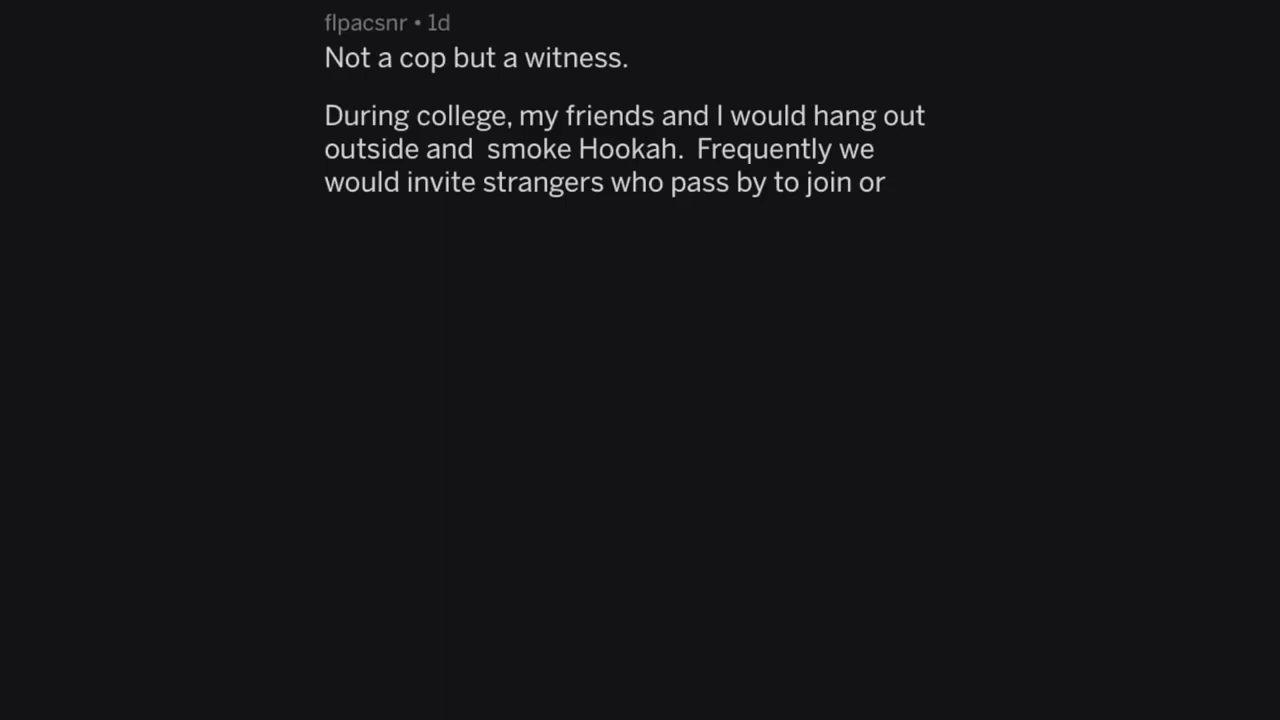 flpacsnr • 1d
Not a cop but a witness.
During college, my friends and I would hang out
outside and  smoke Hookah.  Frequently we
would invite strangers who pass by to join or